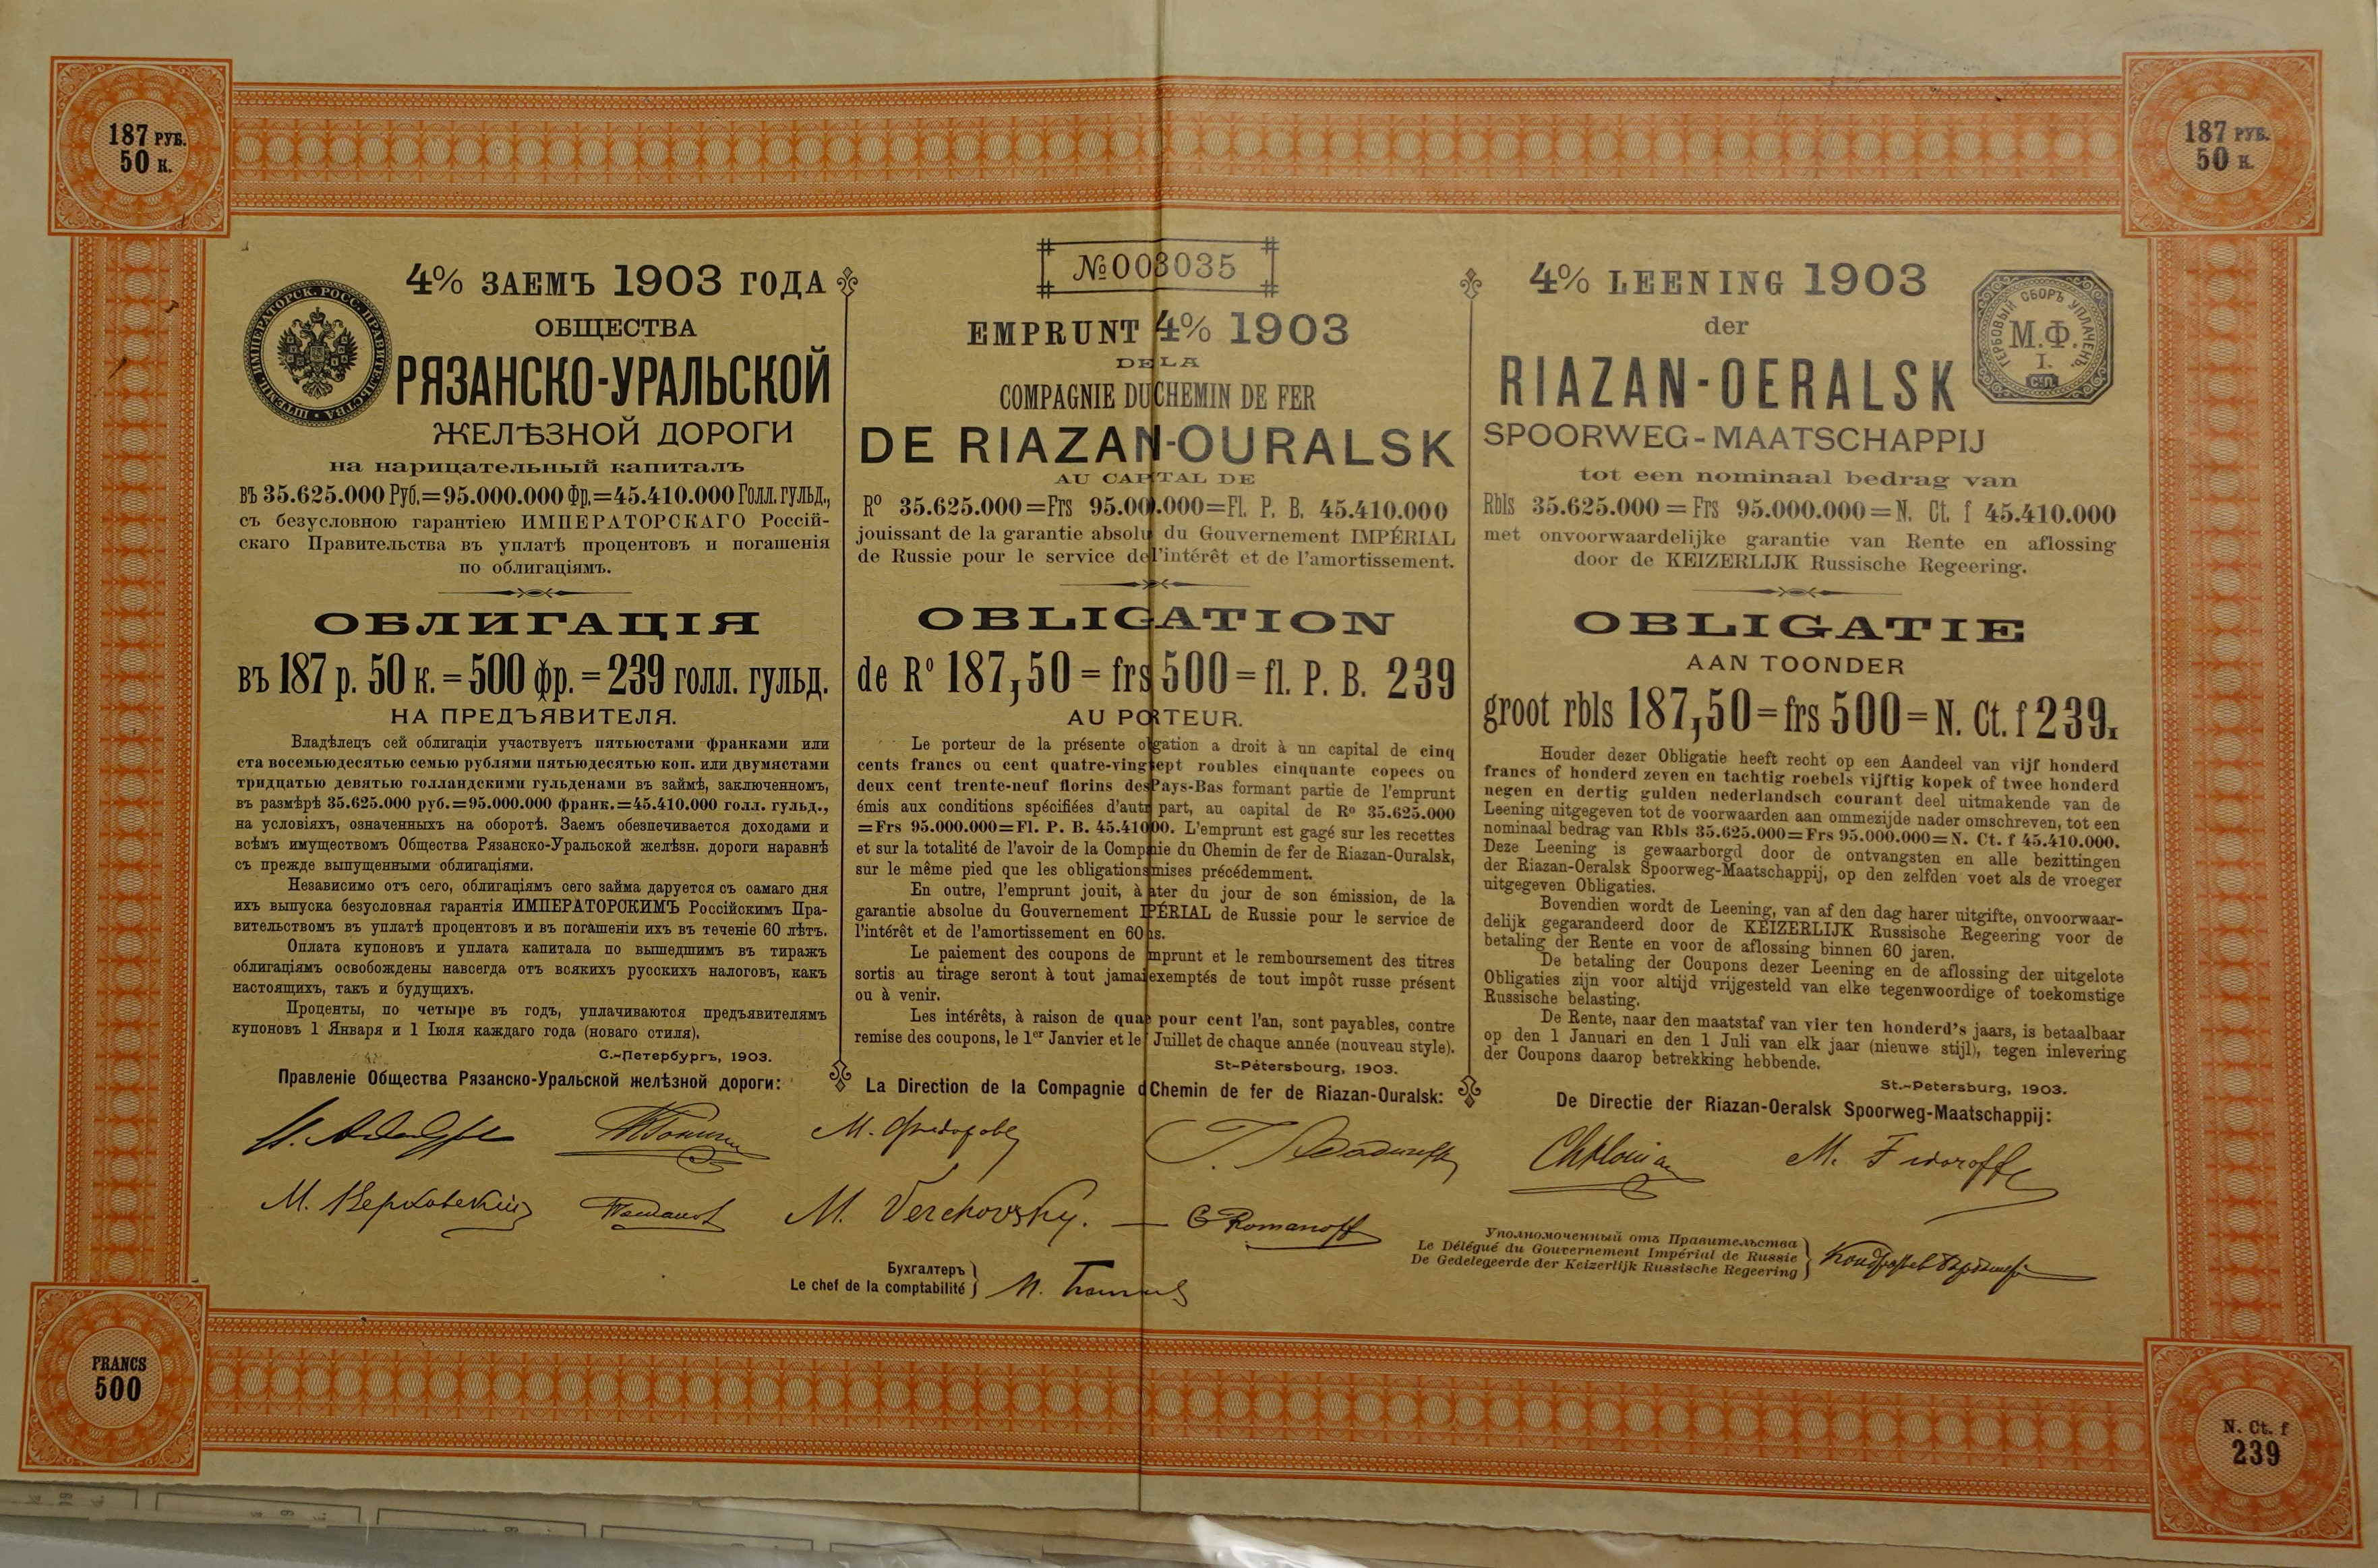 187 РУБ.
50 К.
187 РУБ.
50 К.
4% ЗАЕМЪ 1903 ГОДА
ОБЩЕСТВА
РЯЗАНСКО-УРАЛЬСКОЙ
ЖЕЛѢЗНОЙ ДОРОГИ
на нарицательный капиталъ
въ 35.625.000 Руб.=95.000.000 Фр.=45.410.000 Голл. гульд.,
съ безусловною гарантіею ИМПЕРАТОРСКАГО Россій-
скаго Правительства въ уплатѣ процентовъ и погашенія
по облигаціямъ.
ОБЛИГАЦІЯ
въ 187 р. 50 к. = 500 фр. = 239 голл. гульд.
НА ПРЕДЪЯВИТЕЛЯ.
Владѣлецъ сей облигаціи участвуетъ пятьюстами франками или
ста восемьюдесятью семью рублями пятьюдесятью коп. или двумястами
тридцатью девятью голландскими гульденами въ займѣ, заключенномъ,
въ размѣрѣ 35.625.000 руб.=95.000.000 франк.=45.410.000 голл. гульд.,
на условіяхъ, означенныхъ на оборотѣ. Заемъ обезпечивается доходами и
всѣмъ имуществомъ Общества Рязанско-Уральской желѣзн. дороги наравнѣ
съ прежде выпущенными облигаціями.
Независимо отъ сего, облигаціямъ сего займа даруется съ самаго дня
ихъ выпуска безусловная гарантія ИМПЕРАТОРСКИМЪ Россійскимъ Пра-
вительствомъ въ уплатѣ процентовъ и въ погашеніи ихъ въ теченіе 60 лѣтъ.
Оплата купоновъ и уплата капитала по вышедшимъ въ тиражъ
облигаціямъ освобождены навсегда отъ всякихъ русскихъ налоговъ, какъ
настоящихъ, такъ и будущихъ.
Проценты, по четыре въ годъ, уплачиваются предъявителямъ
купоновъ 1 Января и 1 Іюля каждаго года (новаго стиля).
С.-Петербургъ, 1903.
Правленіе Общества Рязанско-Уральской желѣзной дороги:
М. Верховскій
№ 003035
EMPRUNT 4% 1903
DE LA
COMPAGNIE DU CHEMIN DE FER
DE RIAZAN-OURALSK
AU CAPITAL DE
Rº 35.625.000=Frs 95.00.000=Fl. P. B. 45.410.000
jouissant de la garantie absolu du Gouvernement IMPÉRIAL
de Russie pour le service de l'intérêt et de l'amortissement.
OBLIGATION
de Rº 187,50 = frs 500 = fl. P. B. 239
AU PORTEUR.
Le porteur de la présente obgation a droit à un capital de cinq
cents francs ou cent quatre-vingsept roubles cinquante copecs ou
deux cent trente-neuf florins des Pays-Bas formant partie de l'emprunt
émis aux conditions spécifiées d'autr part, au capital de Rº 35.625.000
=Frs 95.000.000=Fl. P. B. 45.41000. L'emprunt est gagé sur les recettes
et sur la totalité de l'avoir de la Compnie du Chemin de fer de Riazan-Ouralsk,
sur le même pied que les obligations mises précédemment.
En outre, l'emprunt jouit, à ater du jour de son émission, de la
garantie absolue du Gouvernement IPÉRIAL de Russie pour le service de
l'intérêt et de l'amortissement en 60 ns.
Le paiement des coupons de mprunt et le remboursement des titres
sortis au tirage seront à tout jamai exemptés de tout impôt russe présent
ou à venir.
Les intérêts, à raison de quae pour cent l'an, sont payables, contre
remise des coupons, le 1er Janvier et le Juillet de chaque année (nouveau style).
St-Pétersbourg, 1903.
La Direction de la Compagnie d Chemin de fer de Riazan-Ouralsk:
М. Фидоровъ
M. Verchovsky.
Romanoff
Бухгалтеръ
Le chef de la comptabilité
4% LEENING 1903
der
RIAZAN-OERALSK
SPOORWEG-MAATSCHAPPIJ
tot een nominaal bedrag van
Rbls 35.625.000 = Frs 95.000.000 = N. Ct. f 45.410.000
met onvoorwaardelijke garantie van Rente en aflossing
door de KEIZERLIJK Russische Regeering.
ГЕРБОВЫЙ СБОРЪ УПЛАЧЕНЪ.
М.Ф.
I.
С.П.
OBLIGATIE
AAN TOONDER
groot rbls 187,50 = frs 500 = N. Ct. f 239.
Houder dezer Obligatie heeft recht op een Aandeel van vijf honderd
francs of honderd zeven en tachtig roebels vijftig kopek of twee honderd
negen en dertig gulden nederlandsch courant deel uitmakende van de
Leening uitgegeven tot de voorwaarden aan ommezijde nader omschreven, tot een
nominaal bedrag van Rbls 35.625.000=Frs 95.000.000=N. Ct. f 45.410.000.
Deze Leening is gewaarborgd door de ontvangsten en alle bezittingen
der Riazan-Oeralsk Spoorweg-Maatschappij, op den zelfden voet als de vroeger
uitgegeven Obligaties.
Bovendien wordt de Leening, van af den dag harer uitgifte, onvoorwaar-
delijk gegarandeerd door de KEIZERLIJK Russische Regeering voor de
betaling der Rente en voor de aflossing binnen 60 jaren.
De betaling der Coupons dezer Leening en de aflossing der uitgelote
Obligaties zijn voor altijd vrijgesteld van elke tegenwoordige of toekomstige
Russische belasting.
De Rente, naar den maatstaf van vier ten honderd's jaars, is betaalbaar
op den 1 Januari en den 1 Juli van elk jaar (nieuwe stijl), tegen inlevering
der Coupons daarop betrekking hebbende.
St.-Petersburg, 1903.
De Directie der Riazan-Oeralsk Spoorweg-Maatschappij:
M. Fidoroff
Уполномоченный отъ Правительства
Le Délégué du Gouvernement Impérial de Russie
De Gedelegeerde der Keizerlijk Russische Regeering
FRANCS
500
N. Ct. f
239